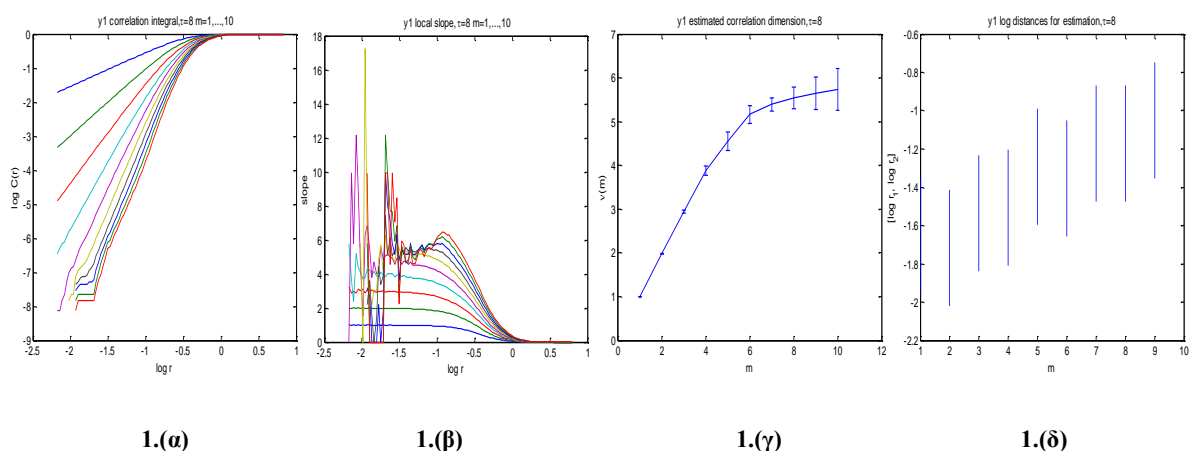 y1 correlation integral,τ=8 m=1,...,10
0
-1
-2
-3
-4
-5
-6
-7
-8
-9
log C(r)
-2.5 -2 -1.5 -1 -0.5 0 0.5 1
log r
1.(α)
y1 local slope, τ=8 m=1,...,10
18
16
14
12
10
8
6
4
2
0
slope
-2.5 -2 -1.5 -1 -0.5 0 0.5 1
log r
1.(β)
y1 estimated correlation dimension,τ=8
7
6
5
4
3
2
1
0
ν(m)
0 2 4 6 8 10 12
m
1.(γ)
y1 log distances for estimation,τ=8
-0.6
-0.8
-1
-1.2
-1.4
-1.6
-1.8
-2
-2.2
[log r₁, log r₂]
1 2 3 4 5 6 7 8 9 10
m
1.(δ)